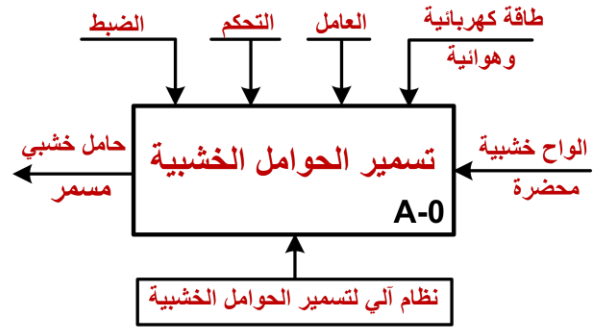 طاقة كهربائية
وهوائية
العامل
التحكم
الضبط
الواح خشبية
محضرة
تسمير الحوامل الخشبية
A-0
حامل خشبي
مسمر
نظام آلي لتسمير الحوامل الخشبية